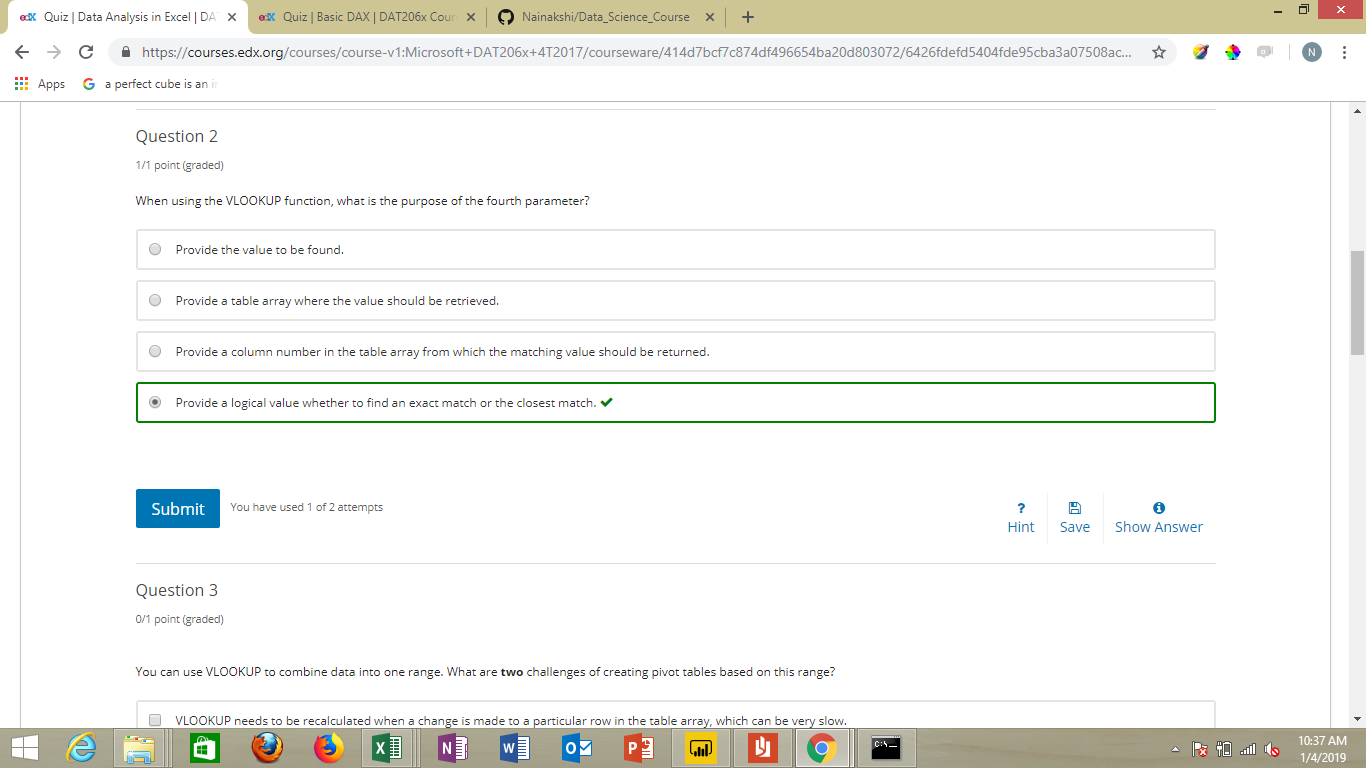 Quiz | Data Analysis in Excel | DA
Quiz | Basic DAX | DAT206x Cour
Nainakshi/Data_Science_Course
https://courses.edx.org/courses/course-v1:Microsoft+DAT206x+4T2017/courseware/414d7bcf7c874df496654ba20d803072/6426fdefd5404fde95cba3a07508ac...
N
Apps
G a perfect cube is an i
Question 2
1/1 point (graded)
When using the VLOOKUP function, what is the purpose of the fourth parameter?
Provide the value to be found.
Provide a table array where the value should be retrieved.
Provide a column number in the table array from which the matching value should be returned.
Provide a logical value whether to find an exact match or the closest match.
Submit
You have used 1 of 2 attempts
? Hint
Save
Show Answer
Question 3
0/1 point (graded)
You can use VLOOKUP to combine data into one range. What are two challenges of creating pivot tables based on this range?
VLOOKUP needs to be recalculated when a change is made to a particular row in the table array, which can be very slow.
10:37 AM
1/4/2019